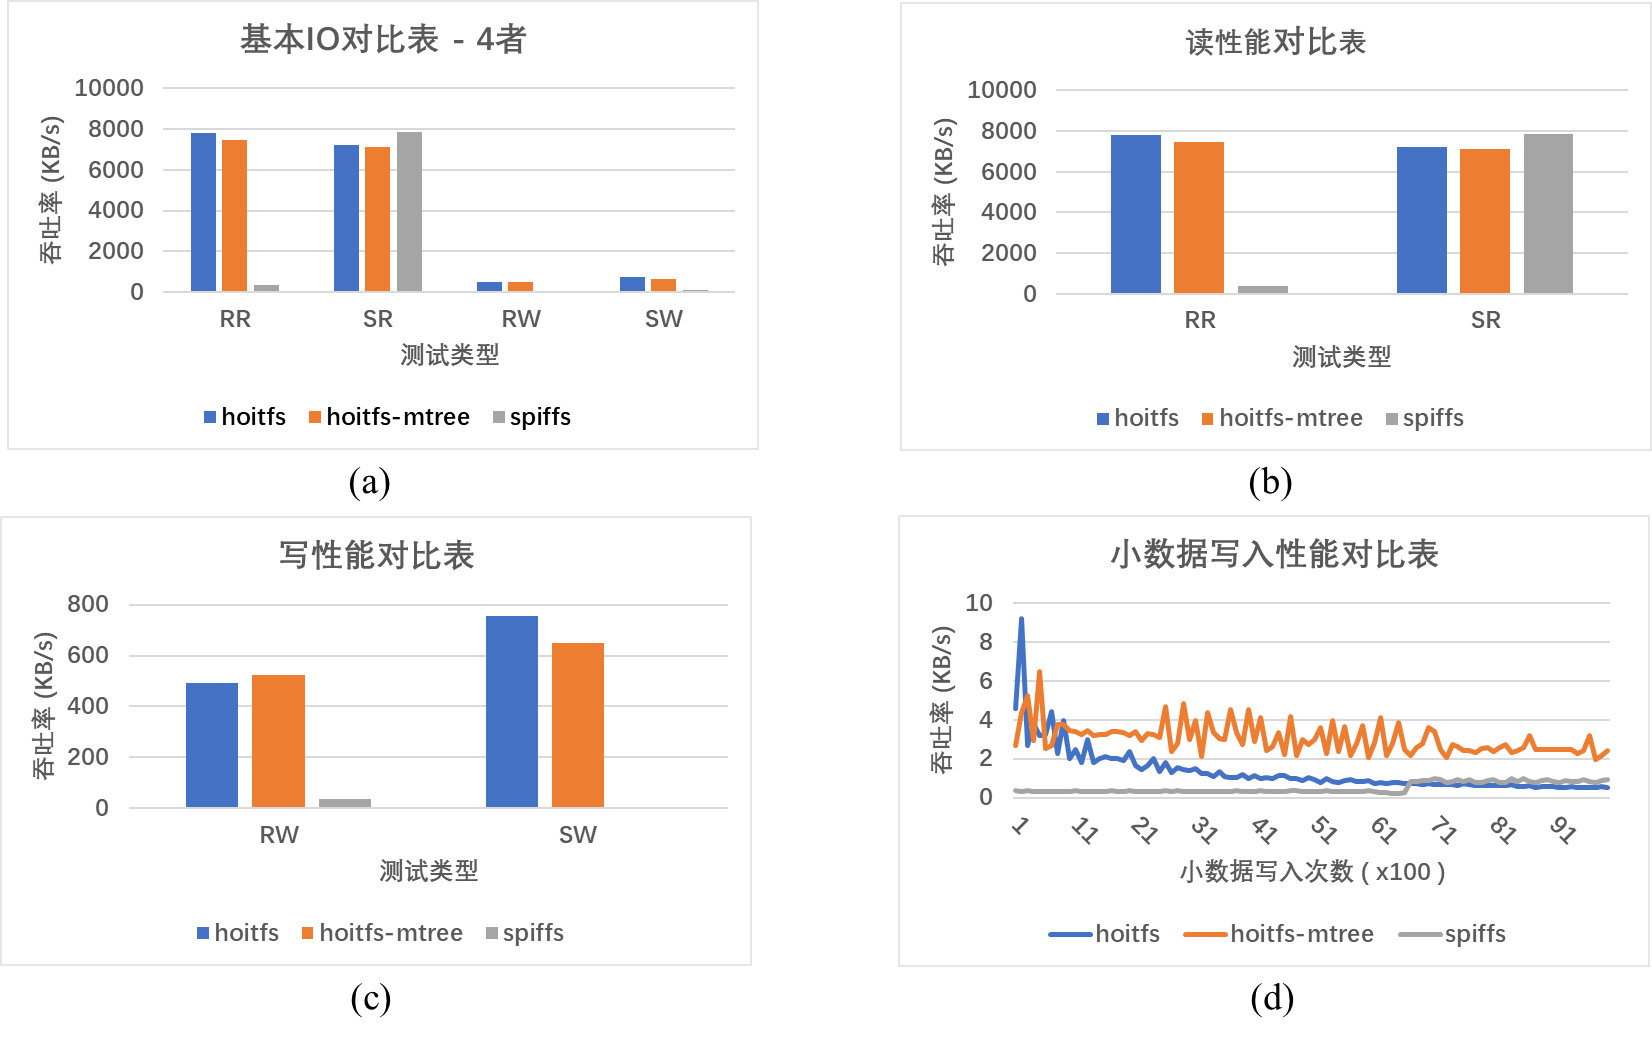 基本IO对比表 - 4者
吞吐率 (KB/s)
10000
8000
6000
4000
2000
0
RR SR RW SW
测试类型
hoitfs hoitfs-mtree spiffs
(a)
读性能对比表
吞吐率 (KB/s)
10000
8000
6000
4000
2000
0
RR SR
测试类型
hoitfs hoitfs-mtree spiffs
(b)
写性能对比表
吞吐率 (KB/s)
800
600
400
200
0
RW SW
测试类型
hoitfs hoitfs-mtree spiffs
(c)
小数据写入性能对比表
吞吐率 (KB/s)
10
8
6
4
2
0
1 11 21 31 41 51 61 71 81 91
小数据写入次数 ( x100 )
hoitfs hoitfs-mtree spiffs
(d)